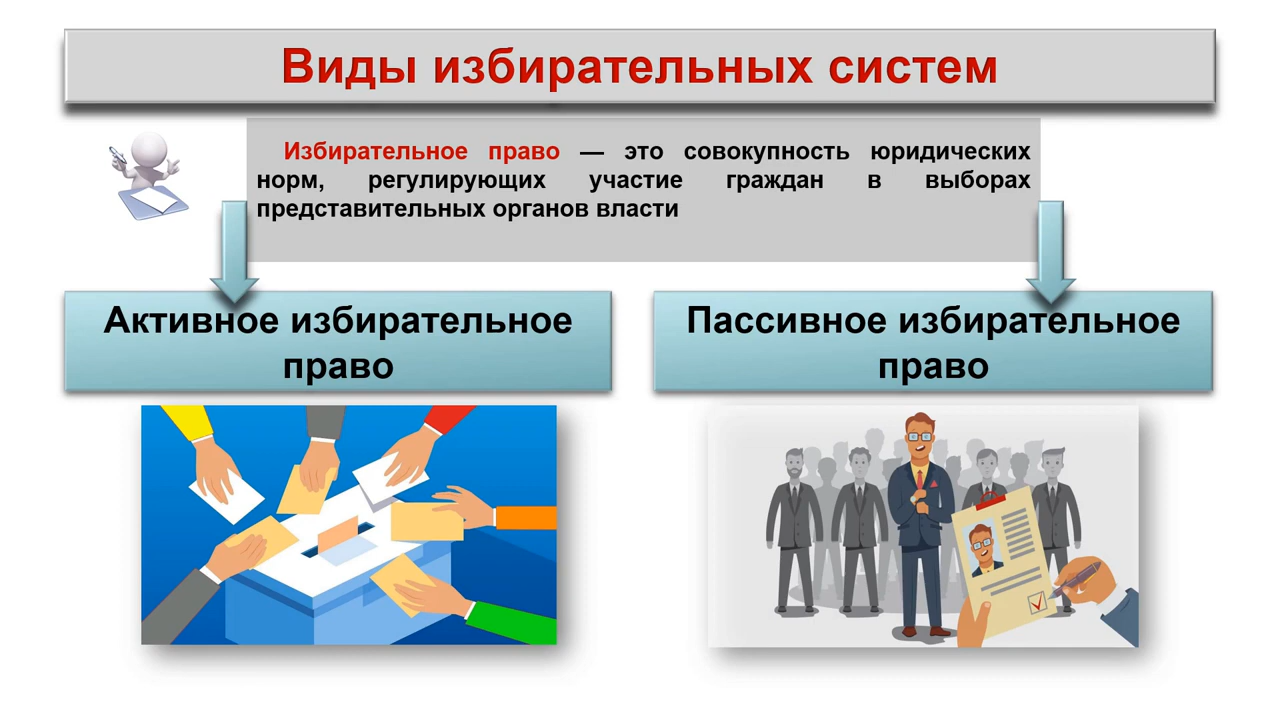 Виды избирательных систем
Избирательное право — это совокупность юридических
норм, регулирующих участие граждан в выборах
представительных органов власти
Активное избирательное
право
Пассивное избирательное
право